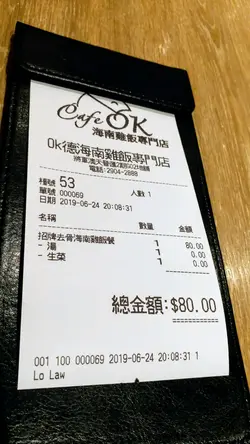 Cafe OK
海南雞飯專門店
Ok德海南雞飯專門店
電話:2904-2888
檯號 53 人數 1
單號 000069
日期 2019-06-24 20:08:31
名稱 數量 金額
招牌去骨海南雞飯餐 1 80.00
- 湯 1 0.00
- 生菜 1 0.00
總金額:$80.00
001 100 000069 2019-06-24 20:08:31 1
Lo Law